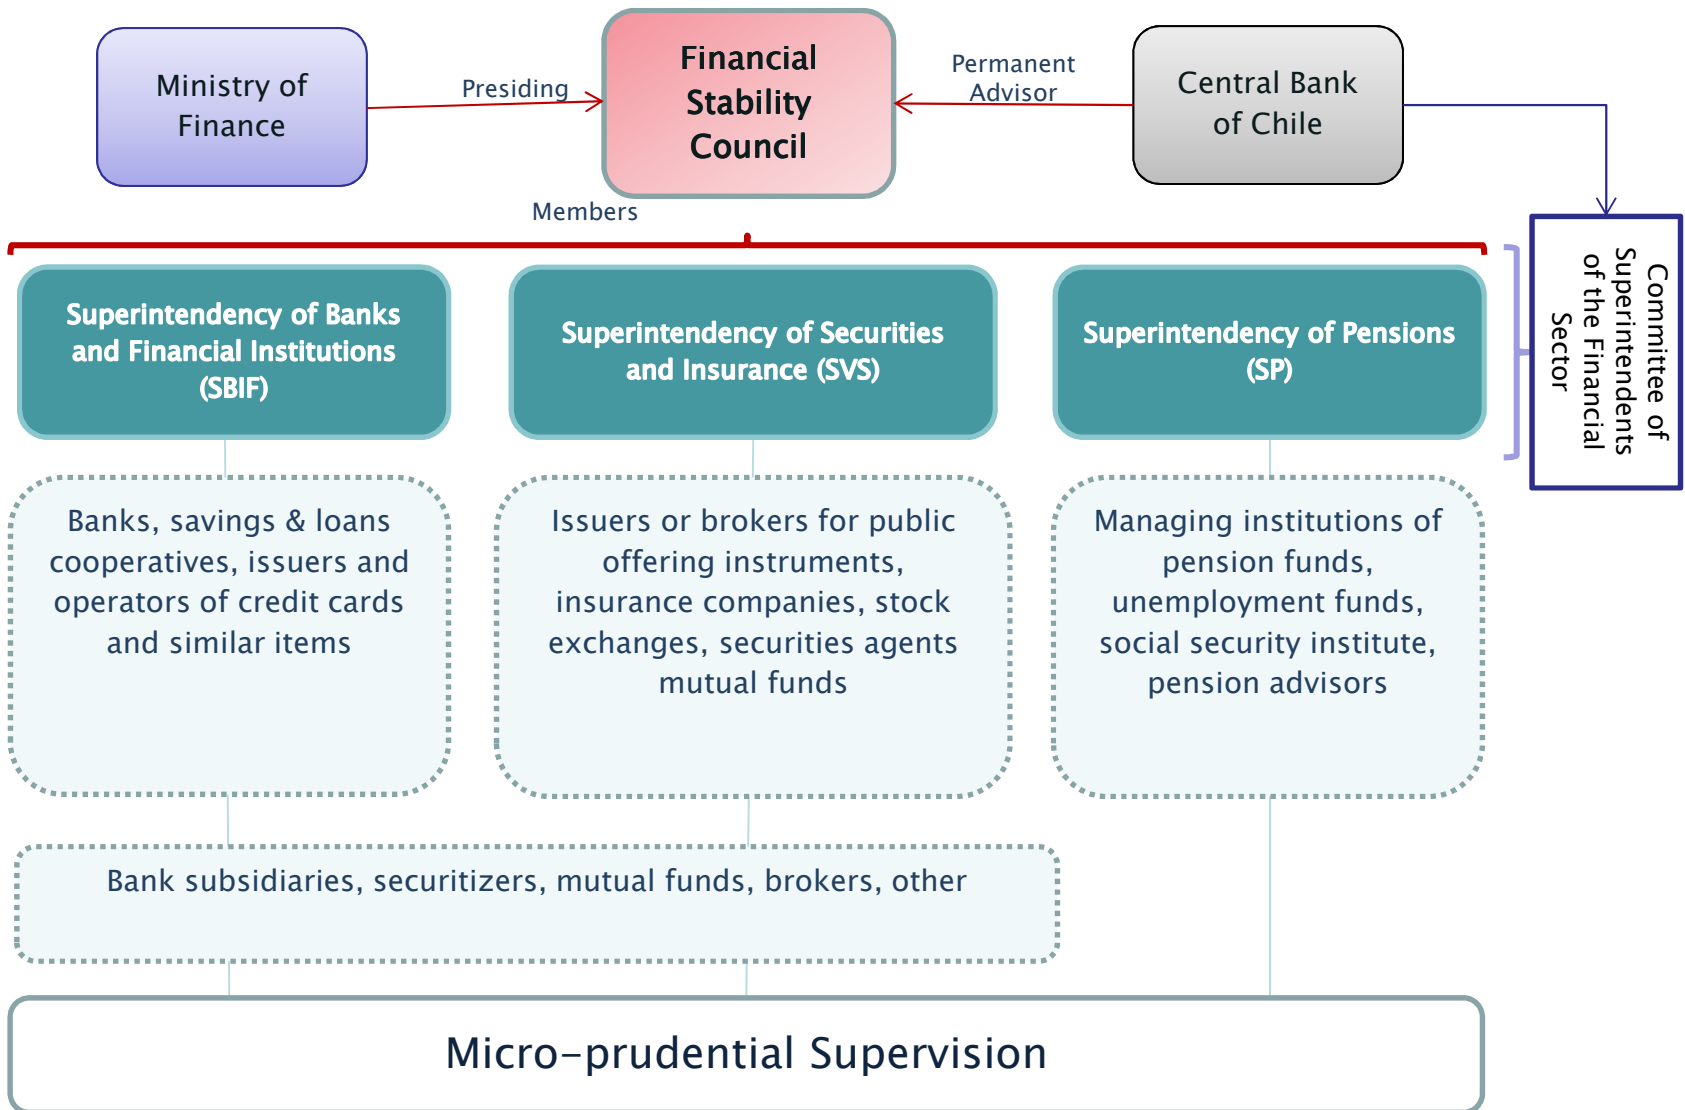 Ministry of
Finance
Presiding
Financial
Stability
Council
Permanent
Advisor
Central Bank
of Chile
Members
Superintendency of Banks
and Financial Institutions
(SBIF)
Superintendency of Securities
and Insurance (SVS)
Superintendency of Pensions
(SP)
Committee of
Superintendents
of the Financial
Sector
Banks, savings & loans
cooperatives, issuers and
operators of credit cards
and similar items
Issuers or brokers for public
offering instruments,
insurance companies, stock
exchanges, securities agents
mutual funds
Managing institutions of
pension funds,
unemployment funds,
social security institute,
pension advisors
Bank subsidiaries, securitizers, mutual funds, brokers, other
Micro-prudential Supervision